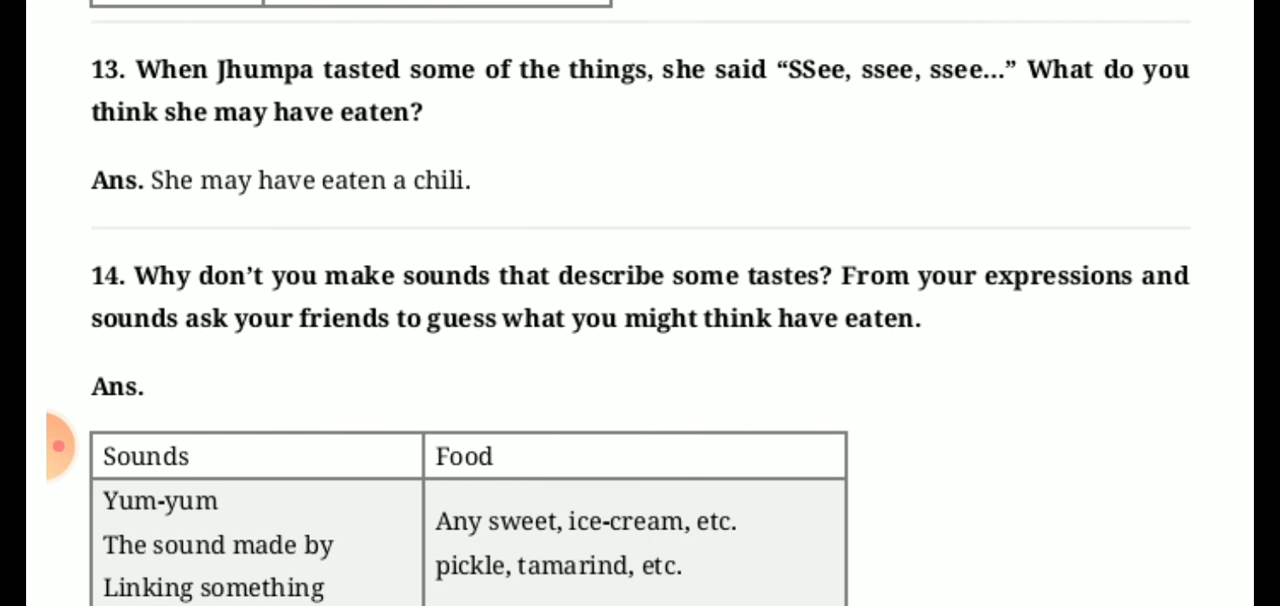 13. When Jhumpa tasted some of the things, she said “SSee, ssee, ssee...” What do you
think she may have eaten?
Ans. She may have eaten a chili.
14. Why don’t you make sounds that describe some tastes? From your expressions and
sounds ask your friends to guess what you might think have eaten.
Ans.
Sounds Food
Yum-yum
The sound made by
Linking something
Any sweet, ice-cream, etc.
pickle, tamarind, etc.